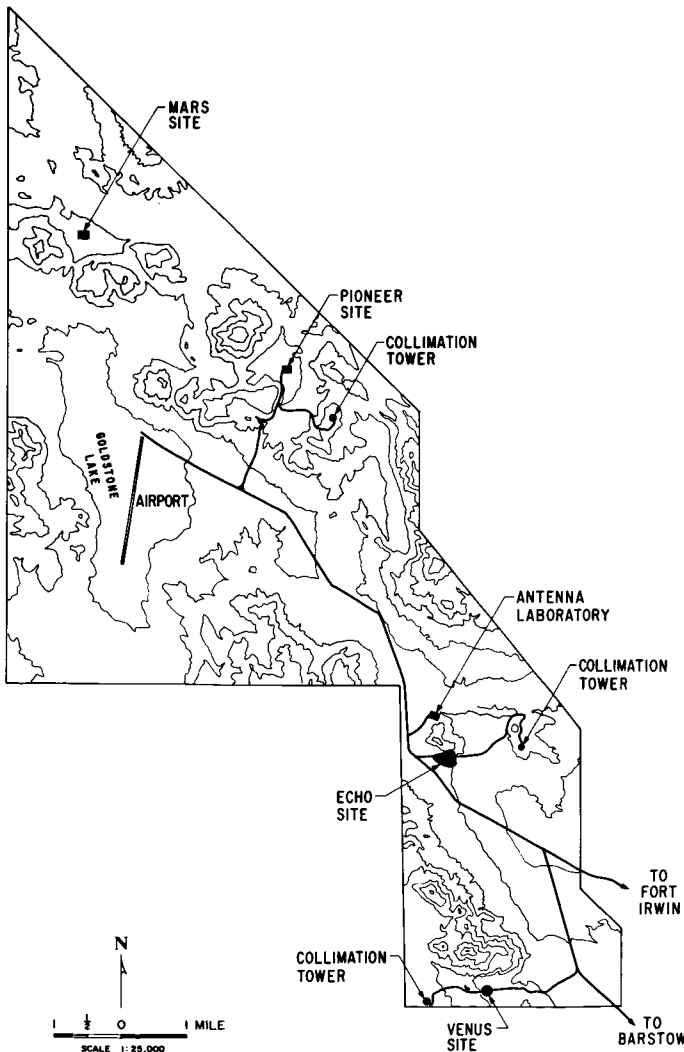 MARS
SITE
PIONEER
SITE
COLLIMATION
TOWER
GOLDSTONE
LAKE
AIRPORT
ANTENNA
LABORATORY
COLLIMATION
TOWER
ECHO
SITE
TO
FORT
IRWIN
N
COLLIMATION
TOWER
VENUS
SITE
TO
BARSTOW
1 ½ 0 1 MILE
SCALE 1:25,000